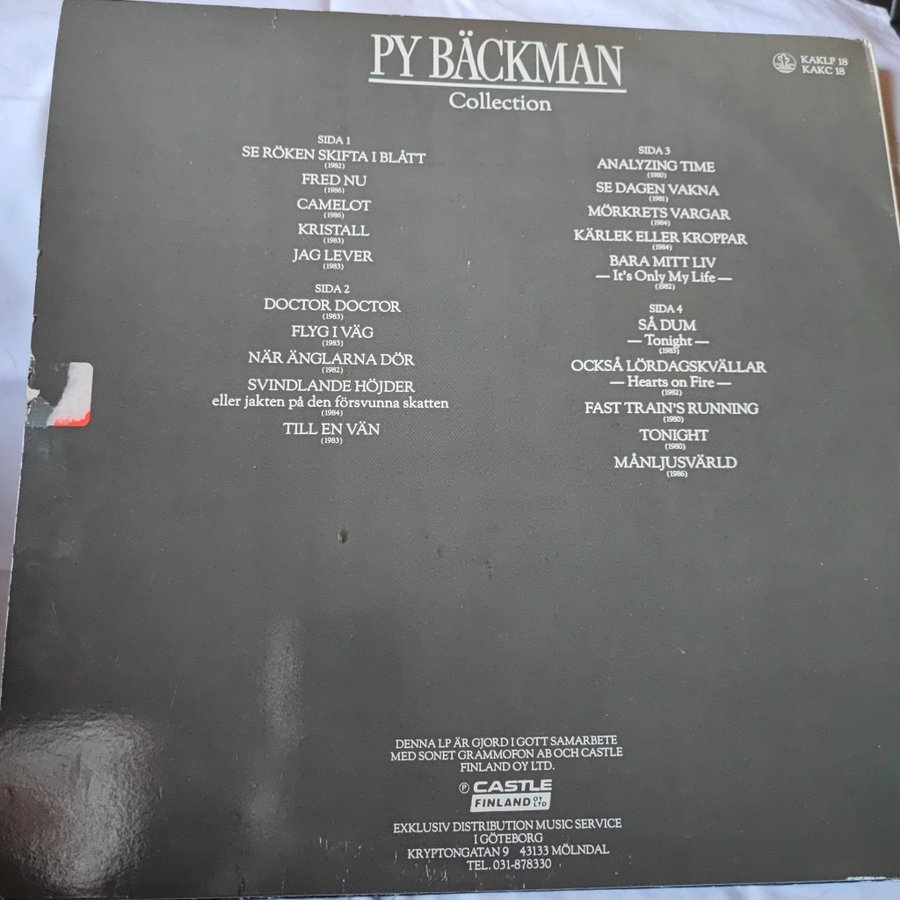 PY BÄCKMAN
Collection
KAKLP 18
KAKC 18
SIDA 1
SE RÖKEN SKIFTA I BLÅTT
(1982)
FRED NU
(1986)
CAMELOT
(1986)
KRISTALL
(1983)
JAG LEVER
(1983)
SIDA 2
DOCTOR DOCTOR
(1983)
FLYG I VÄG
(1983)
NÄR ÄNGLARNA DÖR
(1982)
SVINDLANDE HÖJDER
eller jakten på den försvunna skatten
(1984)
TILL EN VÄN
(1983)
SIDA 3
ANALYZING TIME
(1980)
SE DAGEN VAKNA
(1981)
MÖRKRETS VARGAR
(1984)
KÄRLEK ELLER KROPPAR
(1984)
BARA MITT LIV
— It's Only My Life —
(1982)
SIDA 4
SÅ DUM
— Tonight —
(1983)
OCKSÅ LÖRDAGSKVÄLLAR
— Hearts on Fire —
(1982)
FAST TRAIN'S RUNNING
(1980)
TONIGHT
(1980)
MÅNLJUSVÄRLD
(1986)
DENNA LP ÄR GJORD I GOTT SAMARBETE
MED SONET GRAMMOFON AB OCH CASTLE
FINLAND OY LTD.
Ⓟ CASTLE
FINLAND OY LTD
EXKLUSIV DISTRIBUTION MUSIC SERVICE
I GÖTEBORG
KRYPTONGATAN 9 43133 MÖLNDAL
TEL. 031-878330